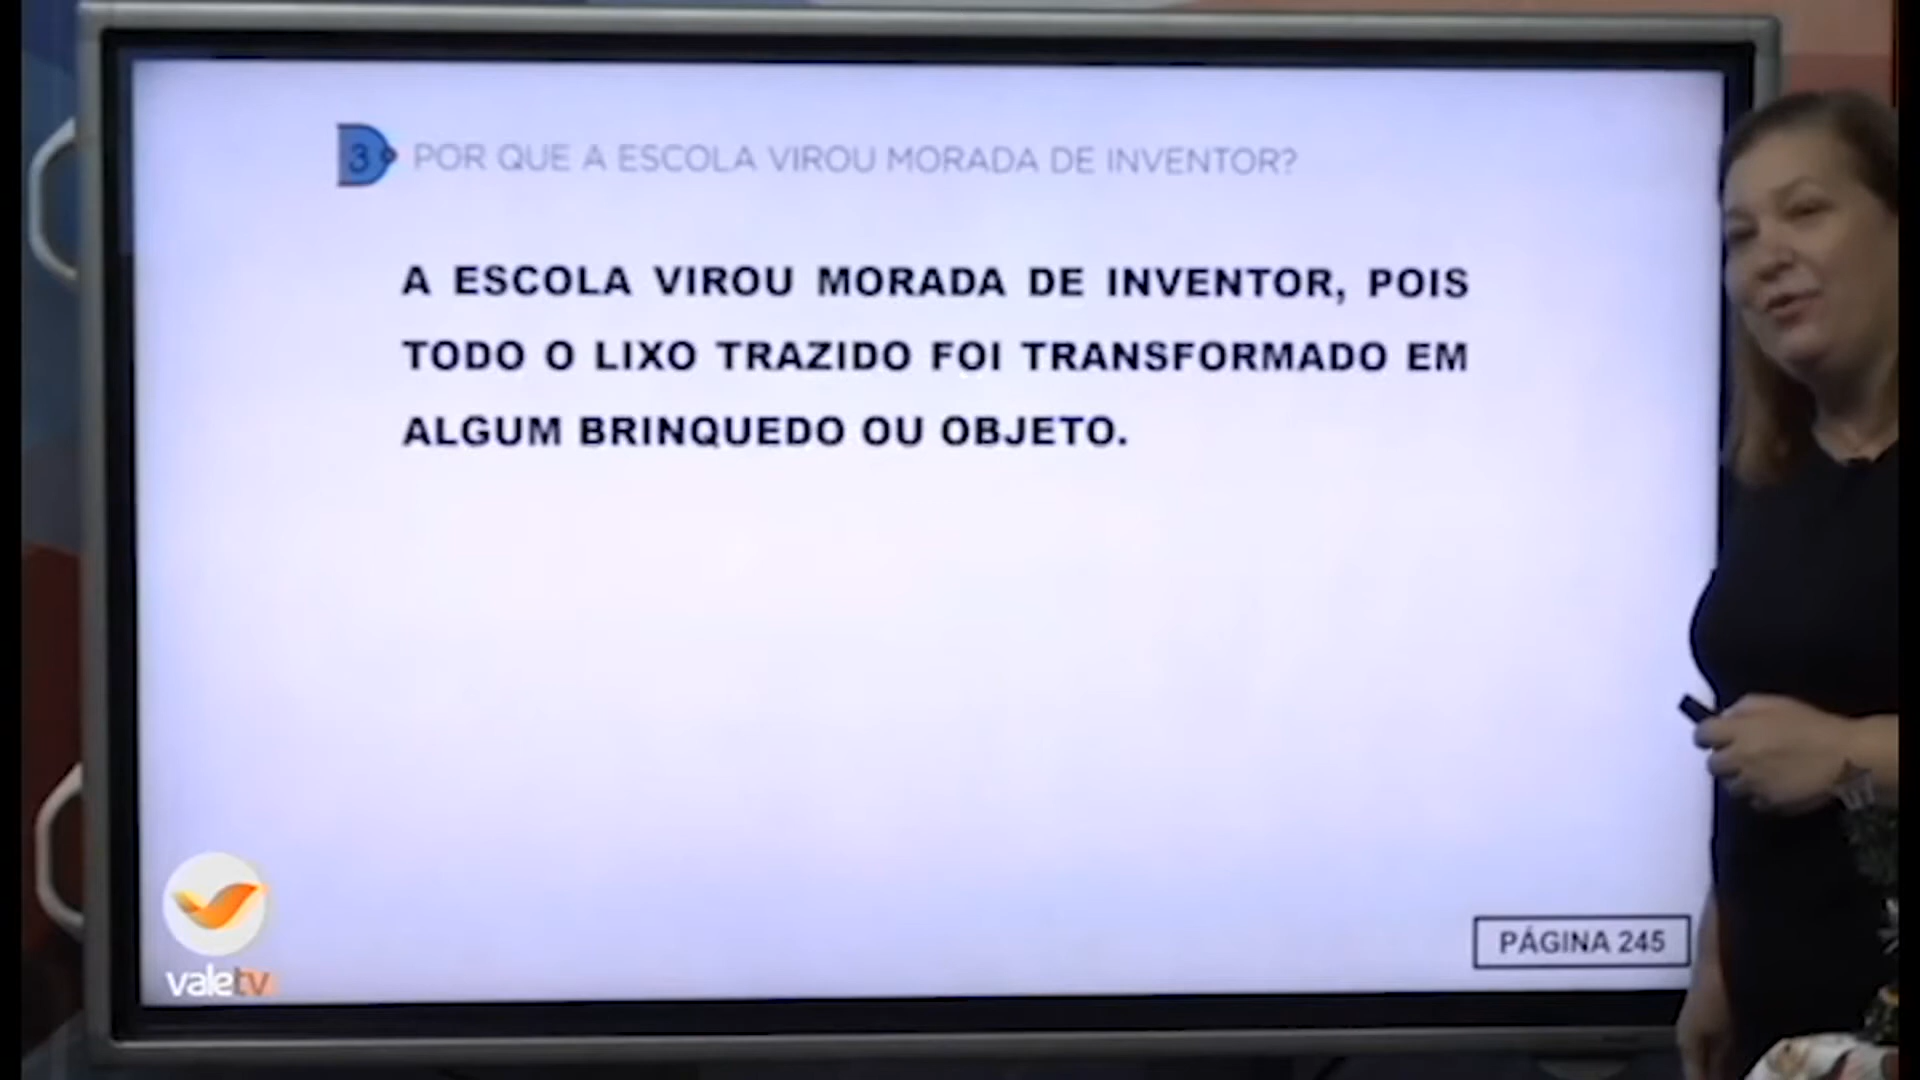 3 POR QUE A ESCOLA VIROU MORADA DE INVENTOR?
A ESCOLA VIROU MORADA DE INVENTOR, POIS
TODO O LIXO TRAZIDO FOI TRANSFORMADO EM
ALGUM BRINQUEDO OU OBJETO.
valetv
PÁGINA 245